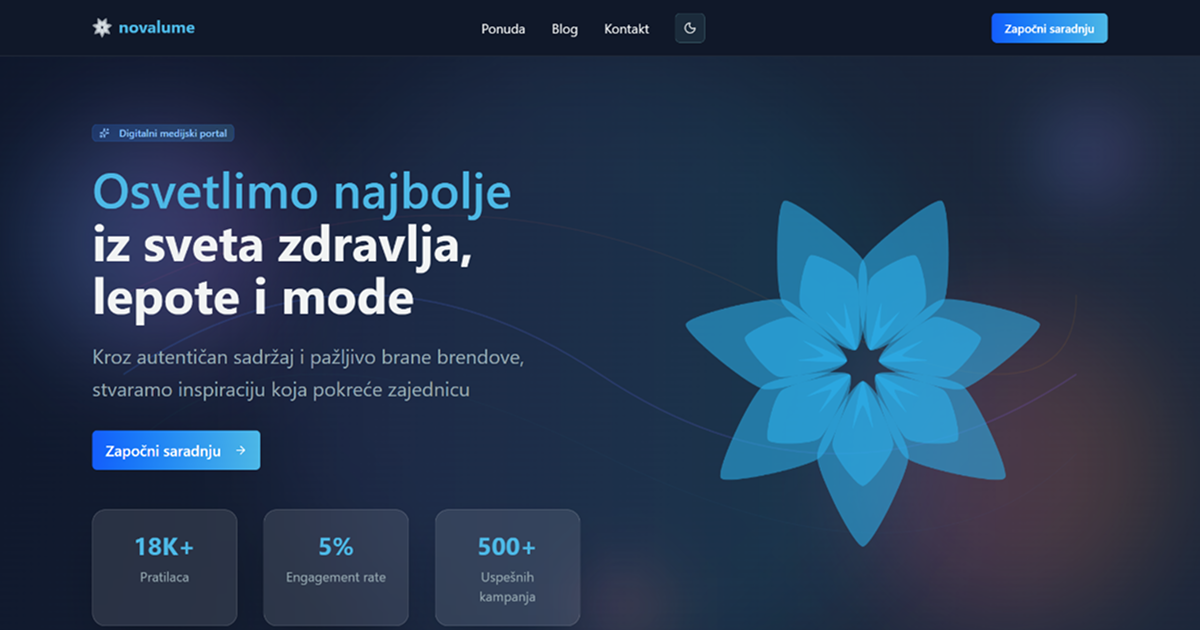 novalume
Ponuda
Blog
Kontakt
Započni saradnju
Digitalni medijski portal
Osvetlimo najbolje
iz sveta zdravlja,
lepote i mode
Kroz autentičan sadržaj i pažljivo brane brendove,
stvaramo inspiraciju koja pokreće zajednicu
Započni saradnju
18K+
Pratilaca
5%
Engagement rate
500+
Uspešnih
kampanja